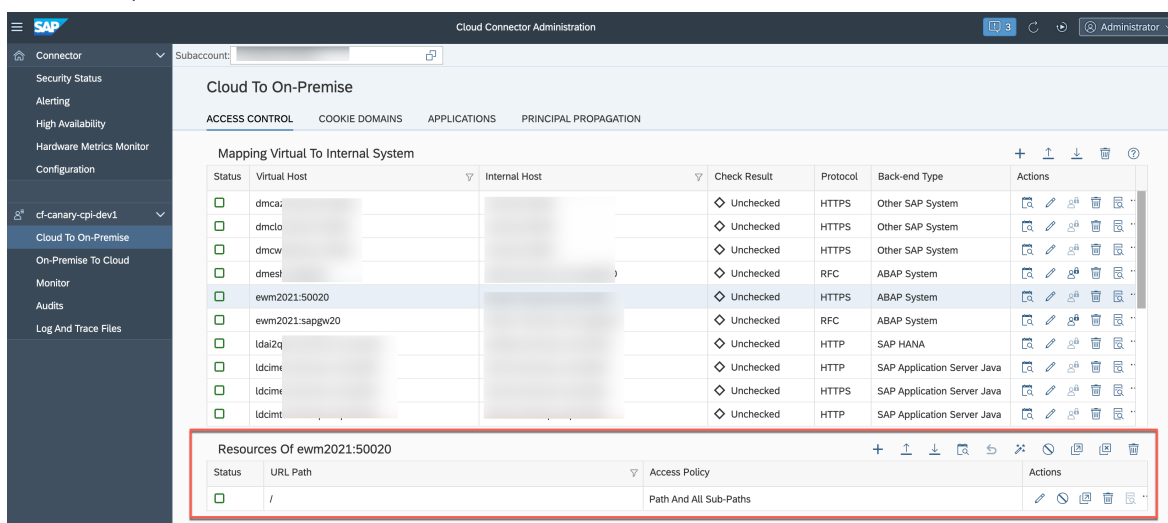 SAP
Cloud Connector Administration
3
Administrator
Connector
Subaccount:
Security Status
Alerting
High Availability
Hardware Metrics Monitor
Configuration
cf-canary-cpi-dev1
Cloud To On-Premise
On-Premise To Cloud
Monitor
Audits
Log And Trace Files
Cloud To On-Premise
ACCESS CONTROL COOKIE DOMAINS APPLICATIONS PRINCIPAL PROPAGATION
Mapping Virtual To Internal System
Status Virtual Host Internal Host Check Result Protocol Back-end Type Actions
Unchecked HTTPS Other SAP System
dmclo Unchecked HTTPS Other SAP System
dmcw Unchecked HTTPS Other SAP System
Unchecked RFC ABAP System
ewm2021:50020 Unchecked HTTPS ABAP System
ewm2021:sapgw20 Unchecked RFC ABAP System
ldai2q Unchecked HTTP SAP HANA
ldcime Unchecked HTTP SAP Application Server Java
ldcime Unchecked HTTPS SAP Application Server Java
ldcimt Unchecked HTTP SAP Application Server Java
Resources Of ewm2021:50020
Status URL Path Access Policy Actions
/ Path And All Sub-Paths